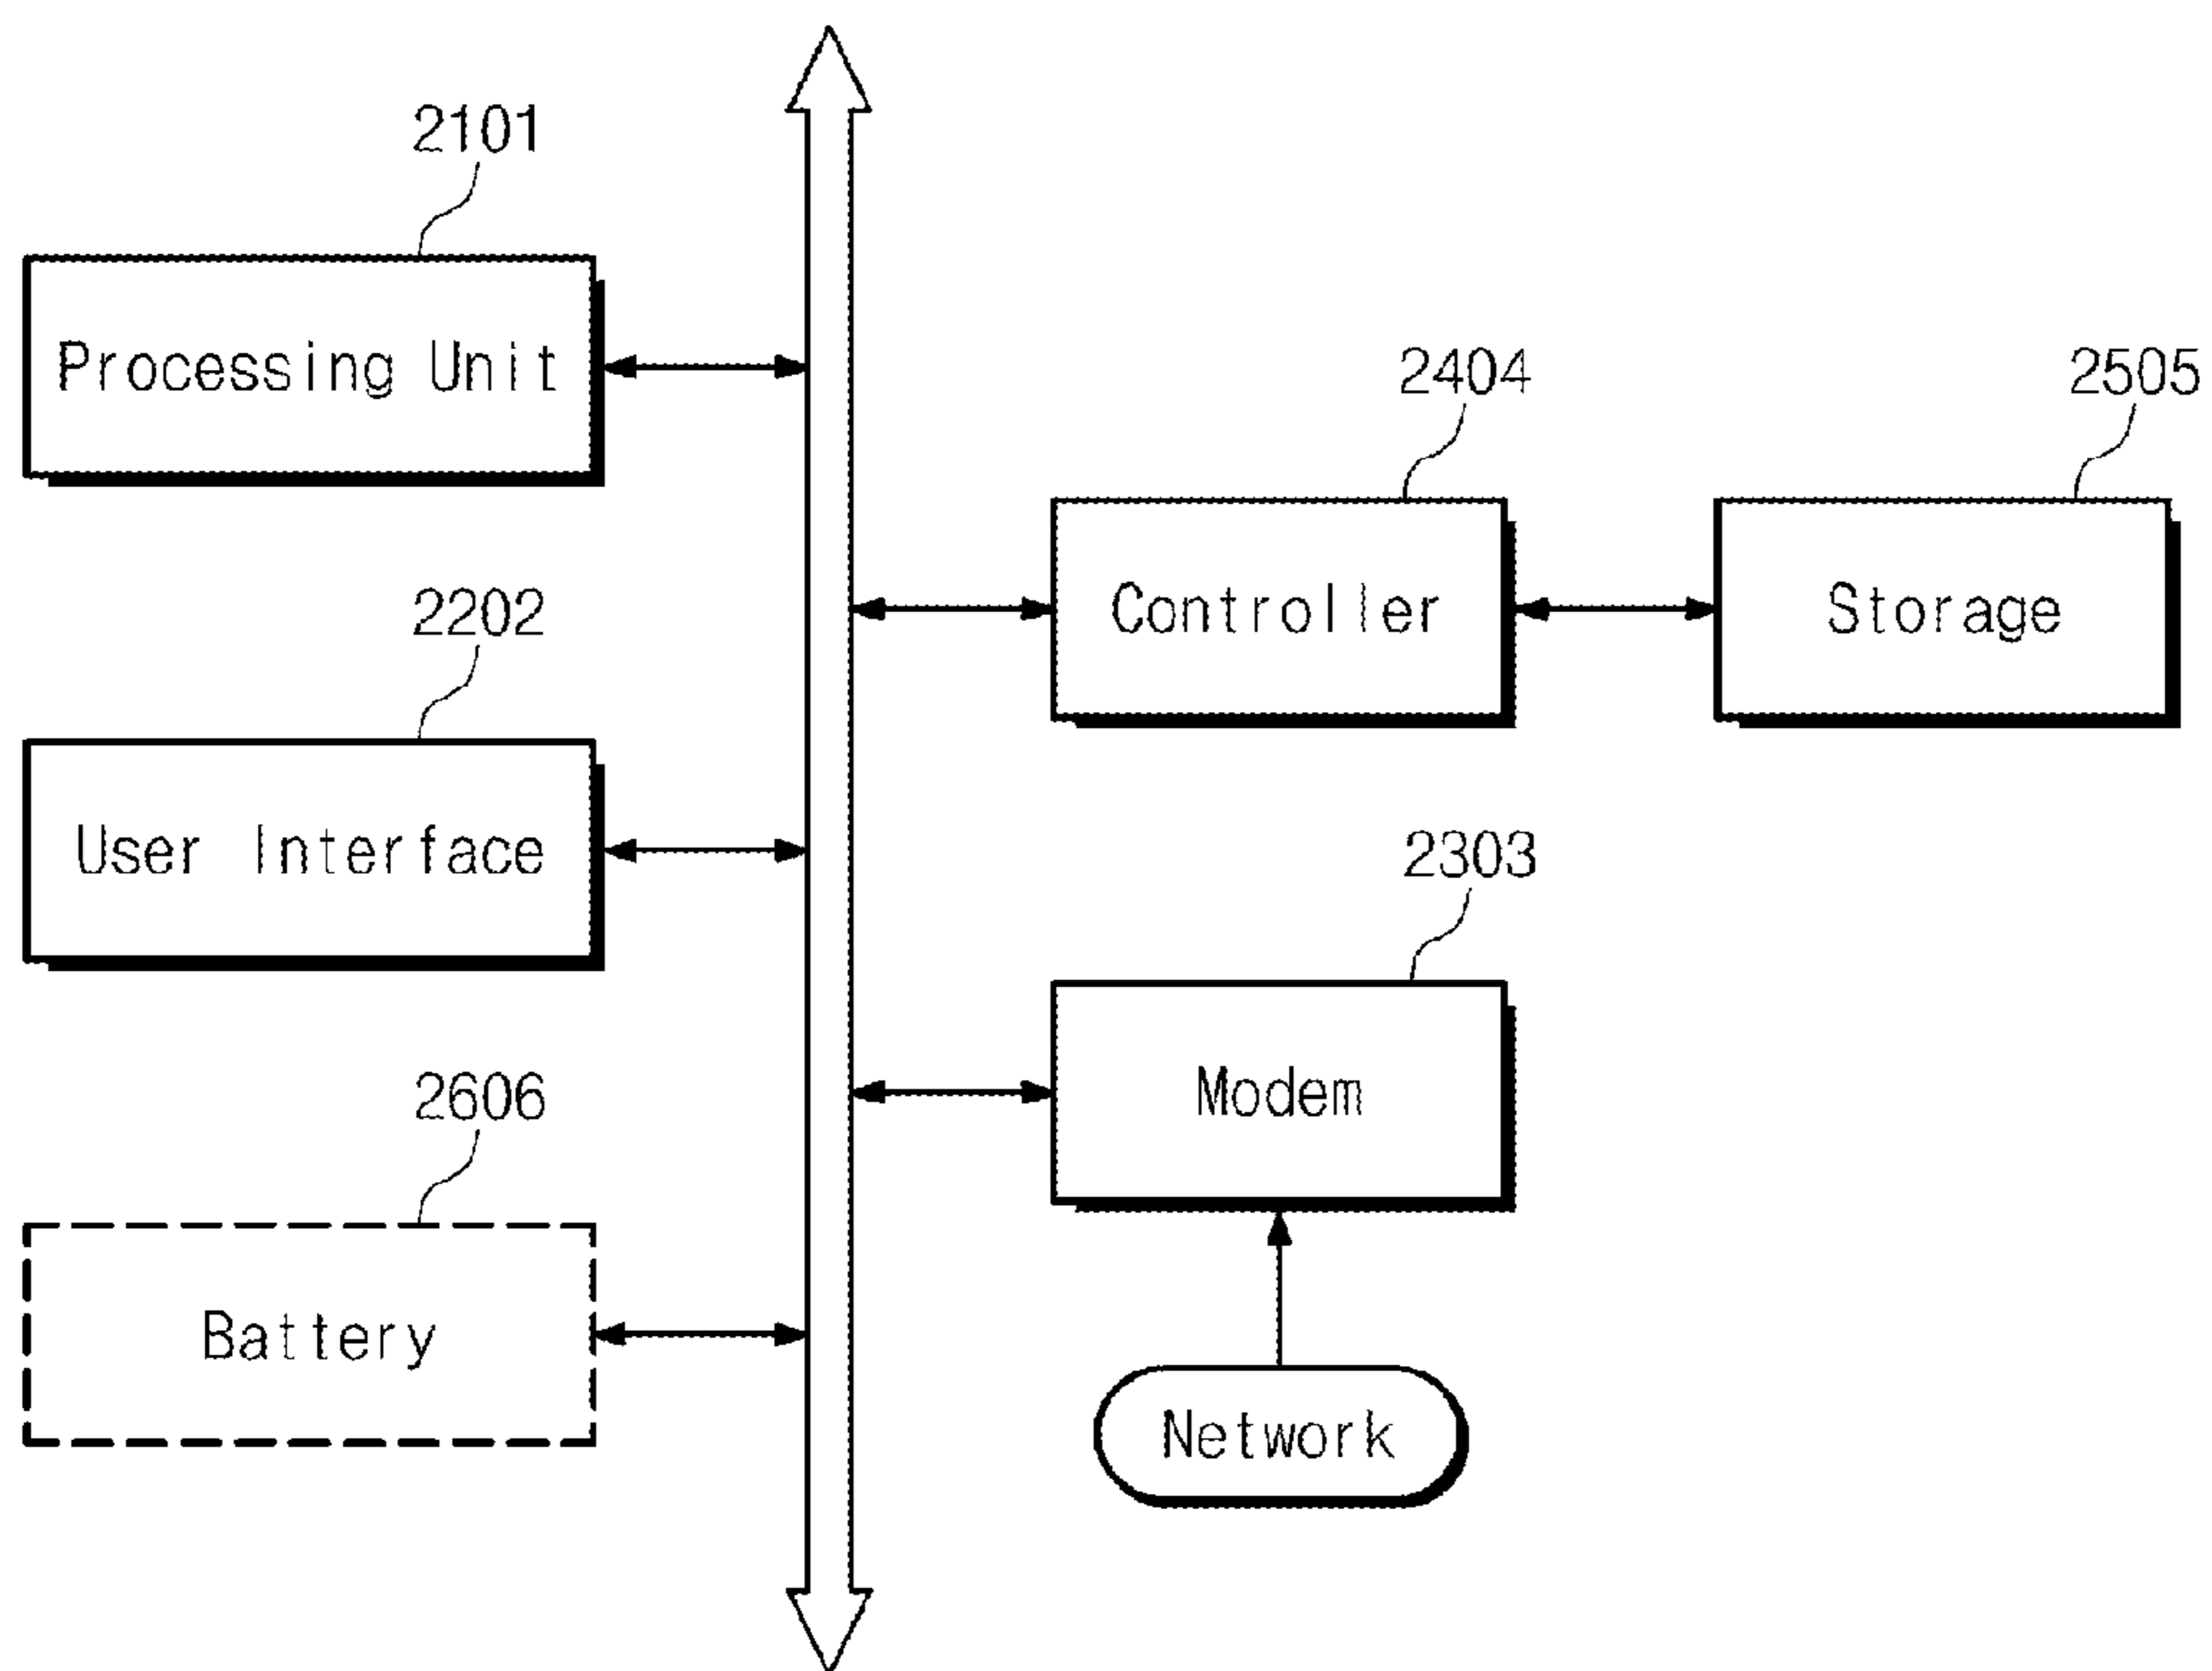 2101
Processing Unit
2404
2505
Controller
Storage
2202
User Interface
2303
Modem
2606
Battery
Network